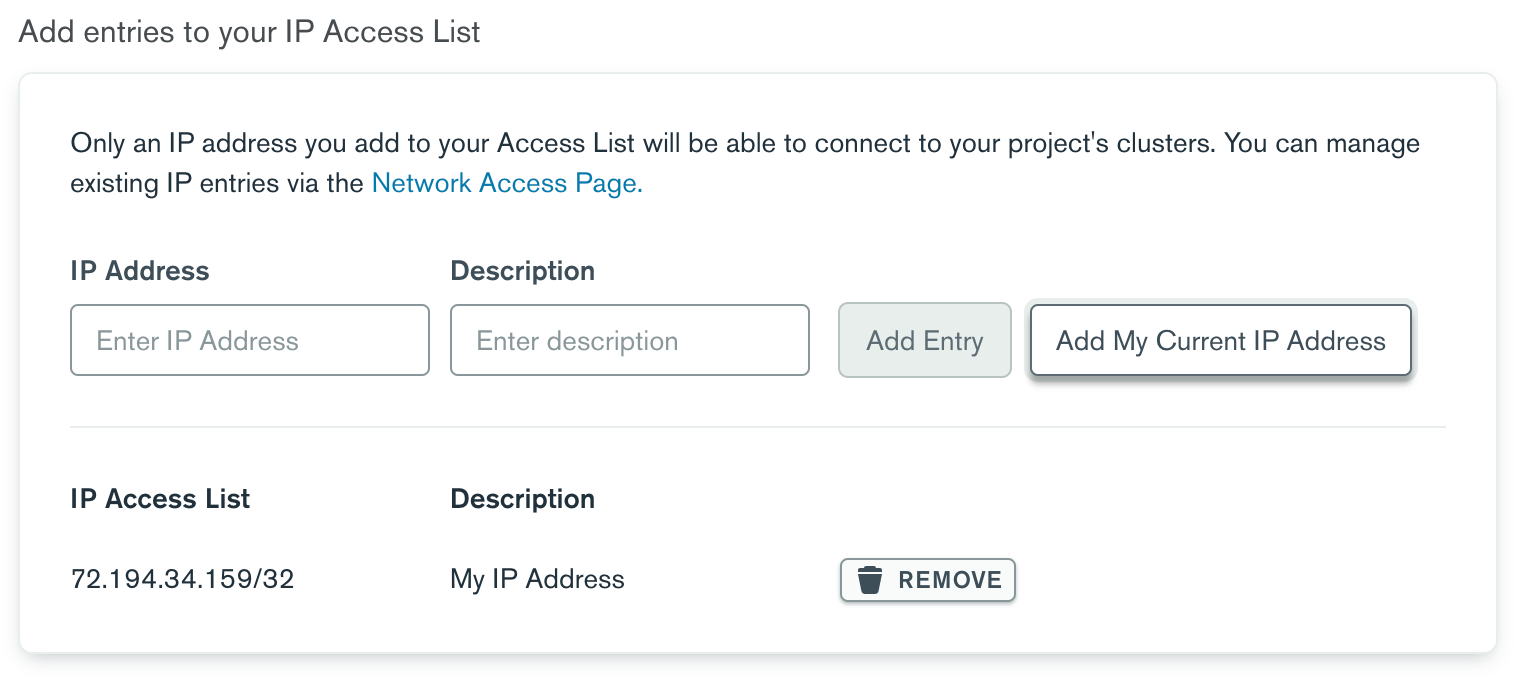 Add entries to your IP Access List
Only an IP address you add to your Access List will be able to connect to your project's clusters. You can manage
existing IP entries via the Network Access Page.
IP Address Description
Enter IP Address Enter description Add Entry Add My Current IP Address
IP Access List Description
72.194.34.159/32 My IP Address REMOVE